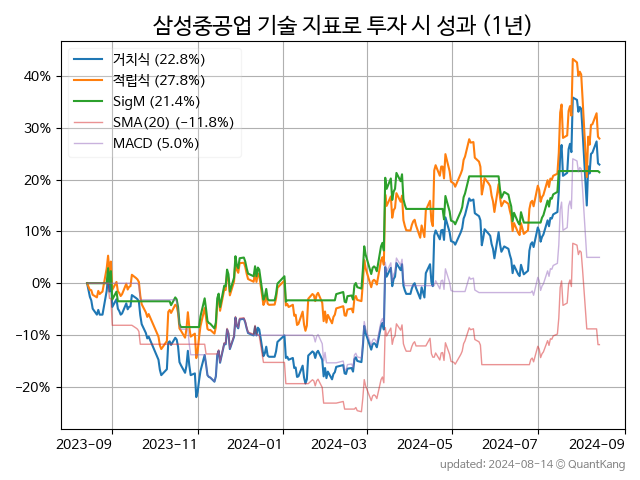 삼성중공업 기술 지표로 투자 시 성과 (1년)
거치식 (22.8%)
적립식 (27.8%)
SigM (21.4%)
SMA(20) (−11.8%)
MACD (5.0%)
40%
30%
20%
10%
0%
−10%
−20%
2023-09 2023-11 2024-01 2024-03 2024-05 2024-07 2024-09
updated: 2024-08-14 © QuantKang